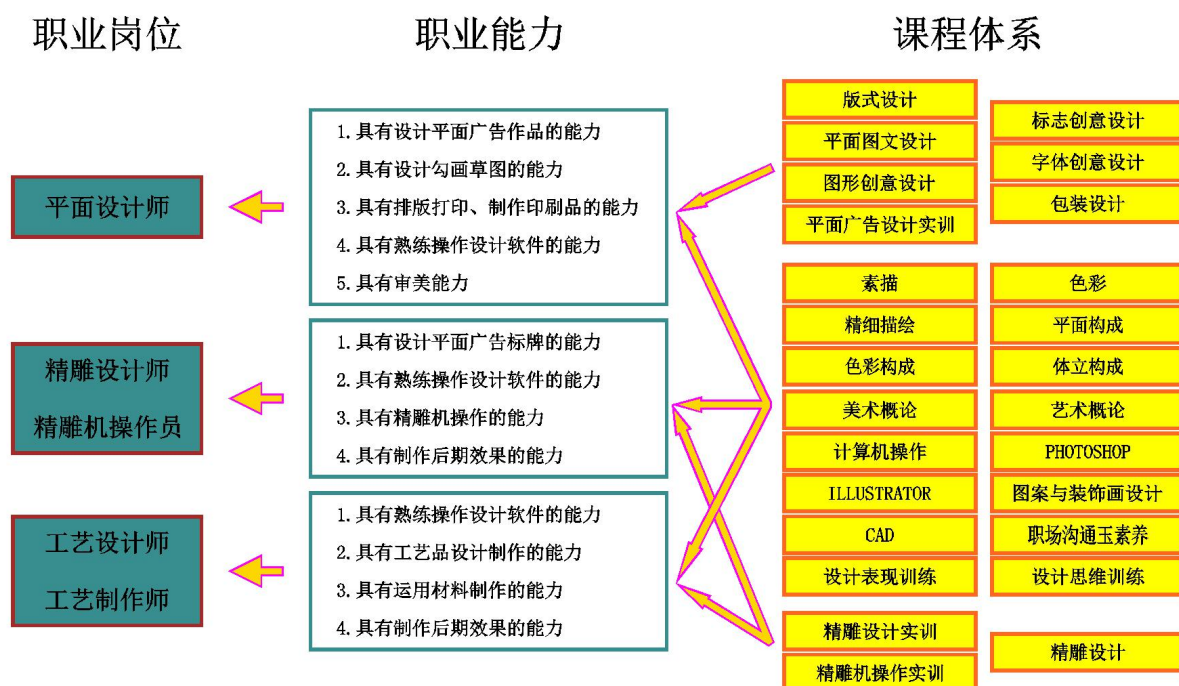 职业岗位
职业能力
课程体系
平面设计师
精雕设计师
精雕机操作员
工艺设计师
工艺制作师
1.具有设计平面广告作品的能力
2.具有设计勾画草图的能力
3.具有排版打印、制作印刷品的能力
4.具有熟练操作设计软件的能力
5.具有审美能力
1.具有设计平面广告标牌的能力
2.具有熟练操作设计软件的能力
3.具有精雕机操作的能力
4.具有制作后期效果的能力
1.具有熟练操作设计软件的能力
2.具有工艺品设计制作的能力
3.具有运用材料制作的能力
4.具有制作后期效果的能力
版式设计
平面图文设计
图形创意设计
平面广告设计实训
标志创意设计
字体创意设计
包装设计
素描
色彩
精细描绘
平面构成
色彩构成
体立构成
美术概论
艺术概论
计算机操作
PHOTOSHOP
ILLUSTRATOR
图案与装饰画设计
CAD
职场沟通玉素养
设计表现训练
设计思维训练
精雕设计实训
精雕机操作实训
精雕设计